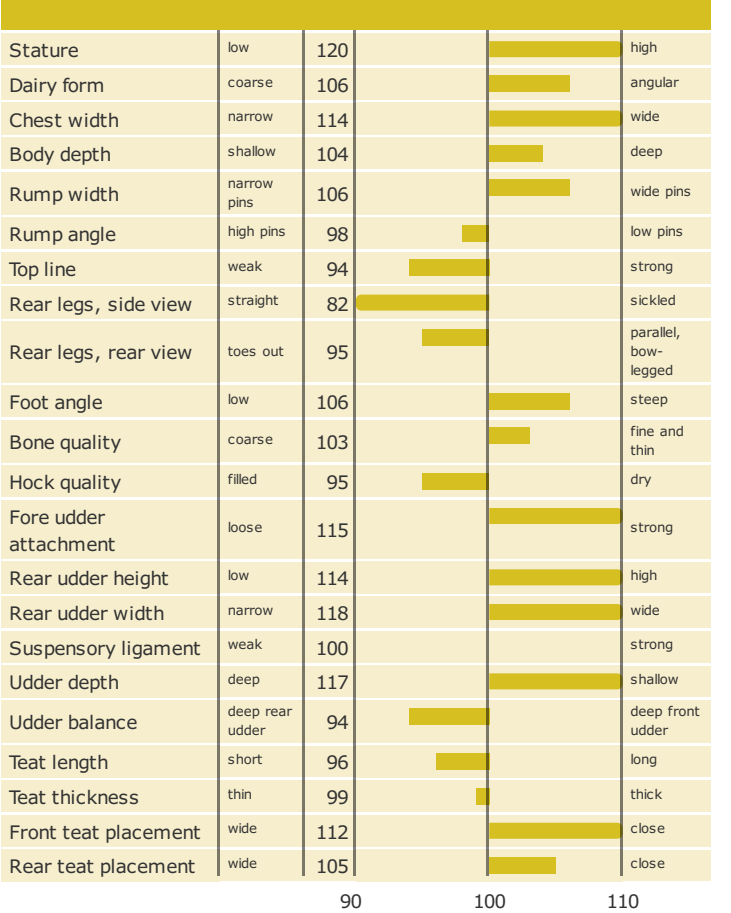 Stature low 120 high
Dairy form coarse 106 angular
Chest width narrow 114 wide
Body depth shallow 104 deep
Rump width narrow pins 106 wide pins
Rump angle high pins 98 low pins
Top line weak 94 strong
Rear legs, side view straight 82 sickled
Rear legs, rear view toes out 95 parallel, bow-legged
Foot angle low 106 steep
Bone quality coarse 103 fine and thin
Hock quality filled 95 dry
Fore udder attachment loose 115 strong
Rear udder height low 114 high
Rear udder width narrow 118 wide
Suspensory ligament weak 100 strong
Udder depth deep 117 shallow
Udder balance deep rear udder 94 deep front udder
Teat length short 96 long
Teat thickness thin 99 thick
Front teat placement wide 112 close
Rear teat placement wide 105 close
90 100 110